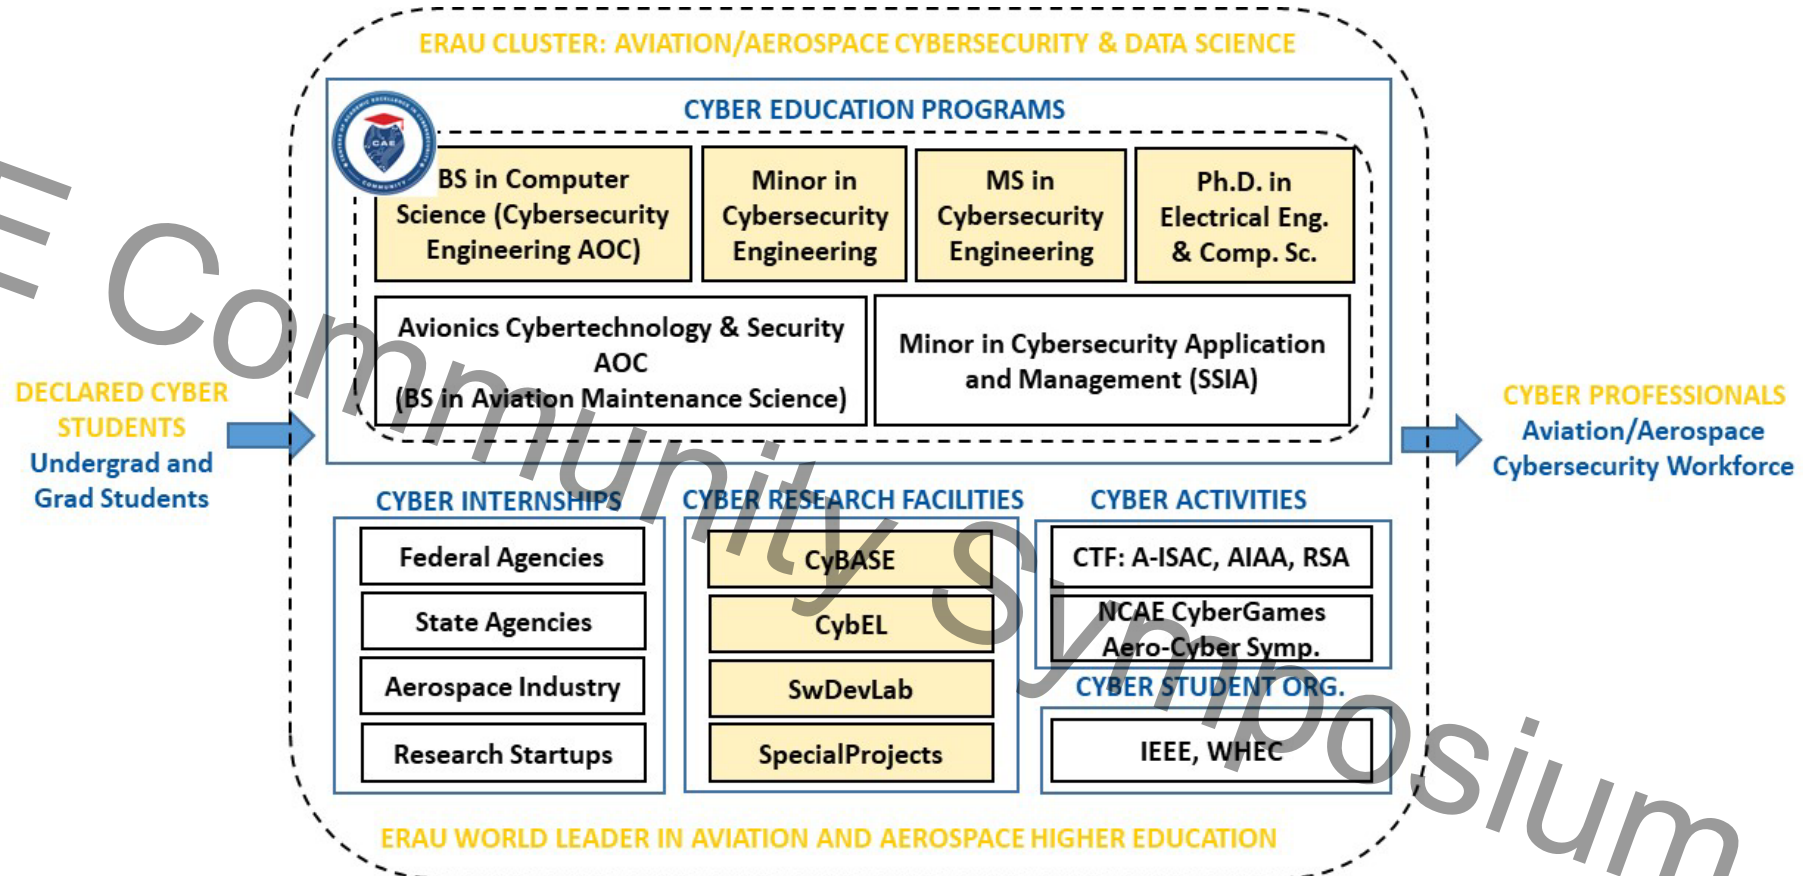 ERAU CLUSTER: AVIATION/AEROSPACE CYBERSECURITY & DATA SCIENCE
CYBER EDUCATION PROGRAMS
CAE
COMMUNITY
BS in Computer
Science (Cybersecurity
Engineering AOC)
Minor in
Cybersecurity
Engineering
MS in
Cybersecurity
Engineering
Ph.D. in
Electrical Eng.
& Comp. Sc.
Avionics Cybertechnology & Security
AOC
(BS in Aviation Maintenance Science)
Minor in Cybersecurity Application
and Management (SSIA)
DECLARED CYBER
STUDENTS
Undergrad and
Grad Students
CYBER PROFESSIONALS
Aviation/Aerospace
Cybersecurity Workforce
CYBER INTERNSHIPS
Federal Agencies
State Agencies
Aerospace Industry
Research Startups
CYBER RESEARCH FACILITIES
CyBASE
CybEL
SwDevLab
SpecialProjects
CYBER ACTIVITIES
CTF: A-ISAC, AIAA, RSA
NCAE CyberGames
Aero-Cyber Symp.
CYBER STUDENT ORG.
IEEE, WHEC
ERAU WORLD LEADER IN AVIATION AND AEROSPACE HIGHER EDUCATION
E Community Symposium